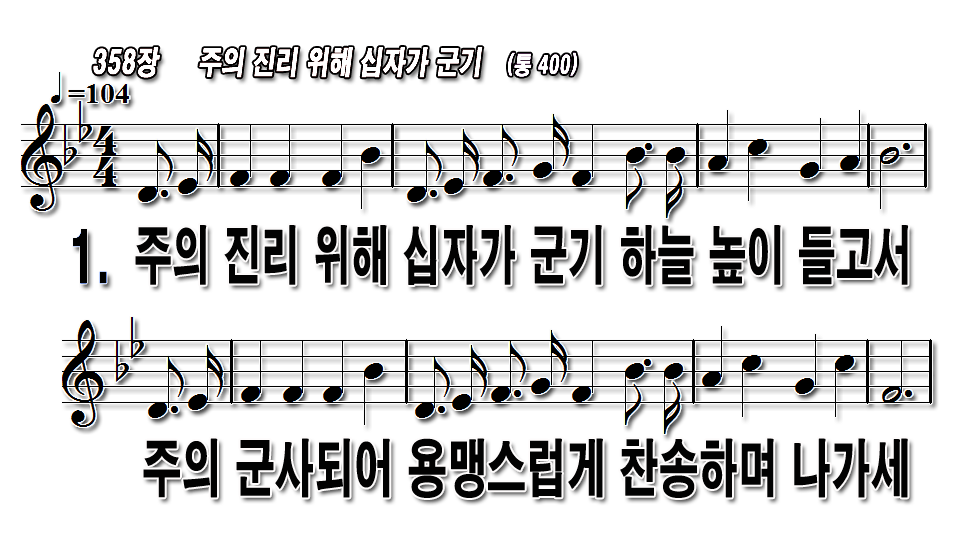 358장 주의 진리 위해 십자가 군기 (통 400)
♩=104
4
4
1. 주의 진리 위해 십자가 군기 하늘 높이 들고서
주의 군사되어 용맹스럽게 찬송하며 나가세